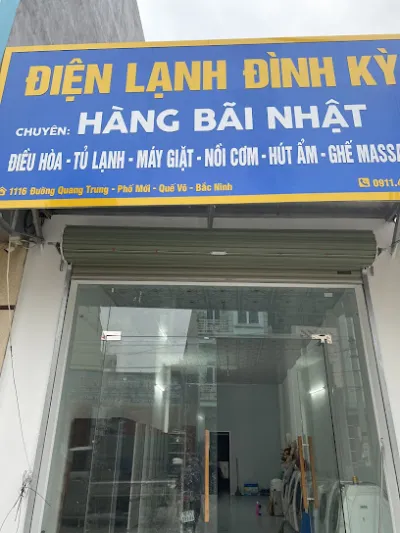 ĐIỆN LẠNH ĐÌNH KỲ
CHUYÊN: HÀNG BÃI NHẬT
ĐIỀU HÒA - TỦ LẠNH - MÁY GIẶT - NỒI CƠM - HÚT ẨM - GHẾ MASSA
1116 Đường Quang Trung - Phố Mới - Quế Võ - Bắc Ninh
0911.